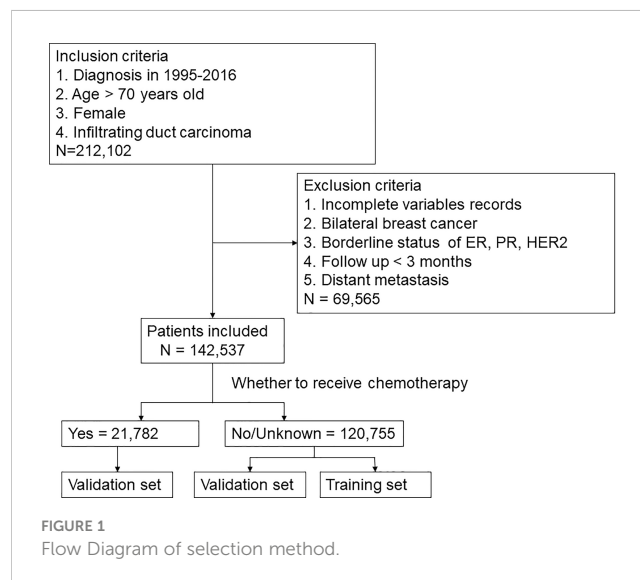 Inclusion criteria
1. Diagnosis in 1995-2016
2. Age > 70 years old
3. Female
4. Infiltrating duct carcinoma
N=212,102
Exclusion criteria
1. Incomplete variables records
2. Bilateral breast cancer
3. Borderline status of ER, PR, HER2
4. Follow up < 3 months
5. Distant metastasis
N = 69,565
Patients included
N = 142,537
Whether to receive chemotherapy
Yes = 21,782
No/Unknown = 120,755
Validation set
Validation set
Training set
FIGURE 1
Flow Diagram of selection method.